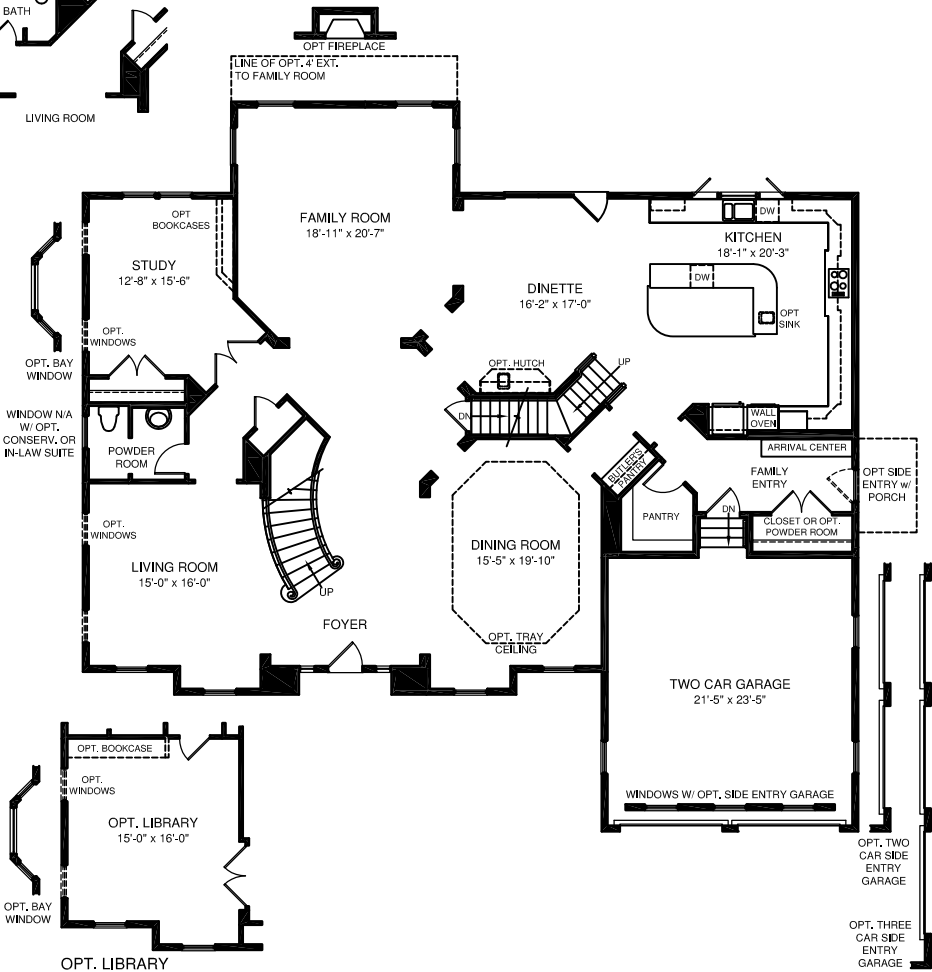 BATH
LIVING ROOM
OPT FIREPLACE
LINE OF OPT. 4' EXT.
TO FAMILY ROOM
FAMILY ROOM
18'-11" x 20'-7"
OPT
BOOKCASES
STUDY
12'-8" x 15'-6"
OPT.
WINDOWS
OPT. BAY
WINDOW
WINDOW N/A
W/ OPT.
CONSERV. OR
IN-LAW SUITE
POWDER
ROOM
DINETTE
16'-2" x 17'-0"
KITCHEN
18'-1" x 20'-3"
DW
DW
OPT
SINK
OPT. HUTCH
UP
DN
WALL
OVEN
ARRIVAL CENTER
FAMILY
ENTRY
OPT SIDE
ENTRY w/
PORCH
BUTLER'S
PANTRY
PANTRY
DN
CLOSET OR OPT.
POWDER ROOM
OPT.
WINDOWS
LIVING ROOM
15'-0" x 16'-0"
UP
FOYER
DINING ROOM
15'-5" x 19'-10"
OPT. TRAY
CEILING
TWO CAR GARAGE
21'-5" x 23'-5"
WINDOWS W/ OPT. SIDE ENTRY GARAGE
OPT. TWO
CAR SIDE
ENTRY
GARAGE
OPT. THREE
CAR SIDE
ENTRY
GARAGE
OPT. BOOKCASE
OPT.
WINDOWS
OPT. LIBRARY
15'-0" x 16'-0"
OPT. BAY
WINDOW
OPT. LIBRARY